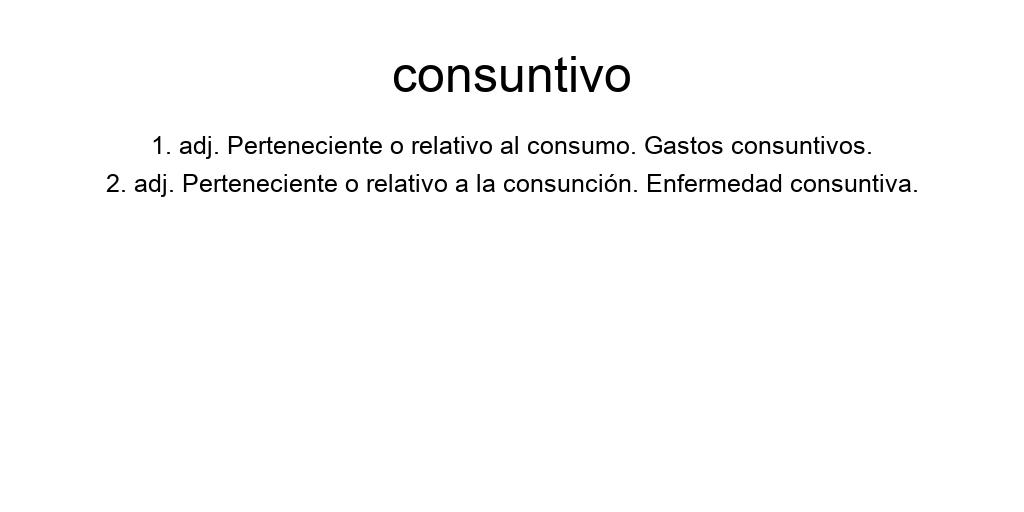 consuntivo
1. adj. Perteneciente o relativo al consumo. Gastos consuntivos.
2. adj. Perteneciente o relativo a la consunción. Enfermedad consuntiva.